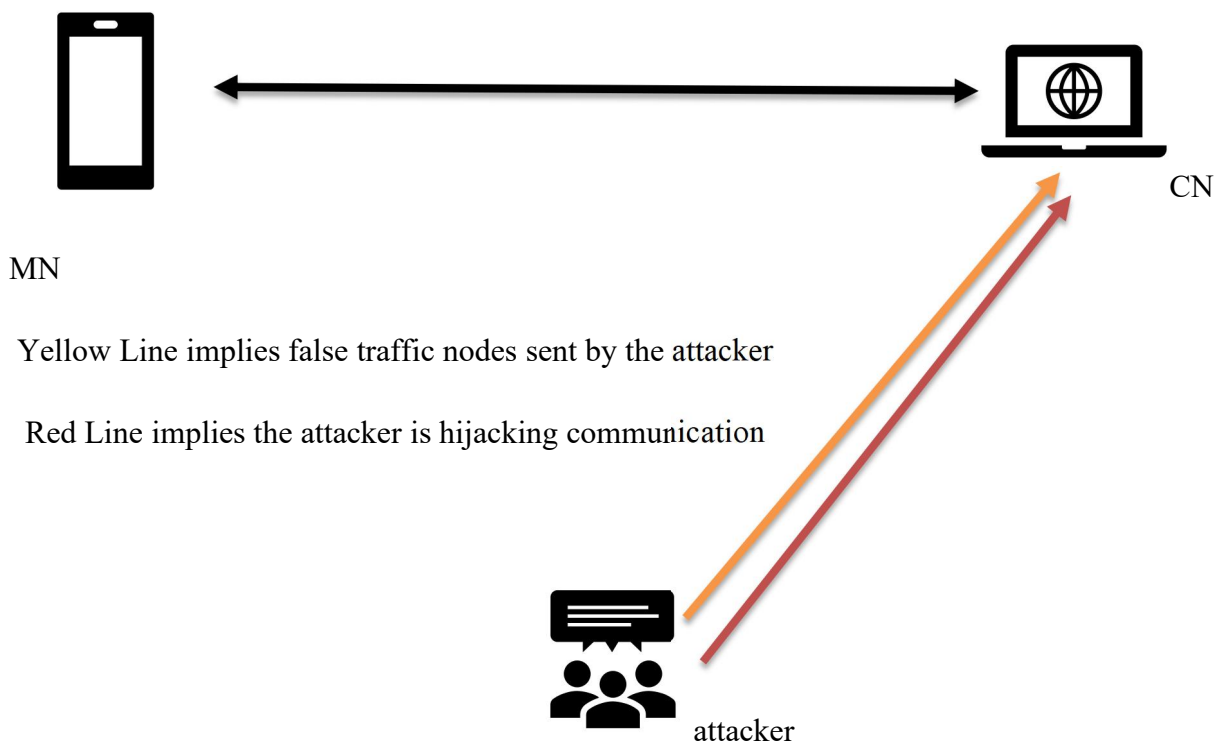 CN
MN
Yellow Line implies false traffic nodes sent by the attacker
Red Line implies the attacker is hijacking communication
attacker